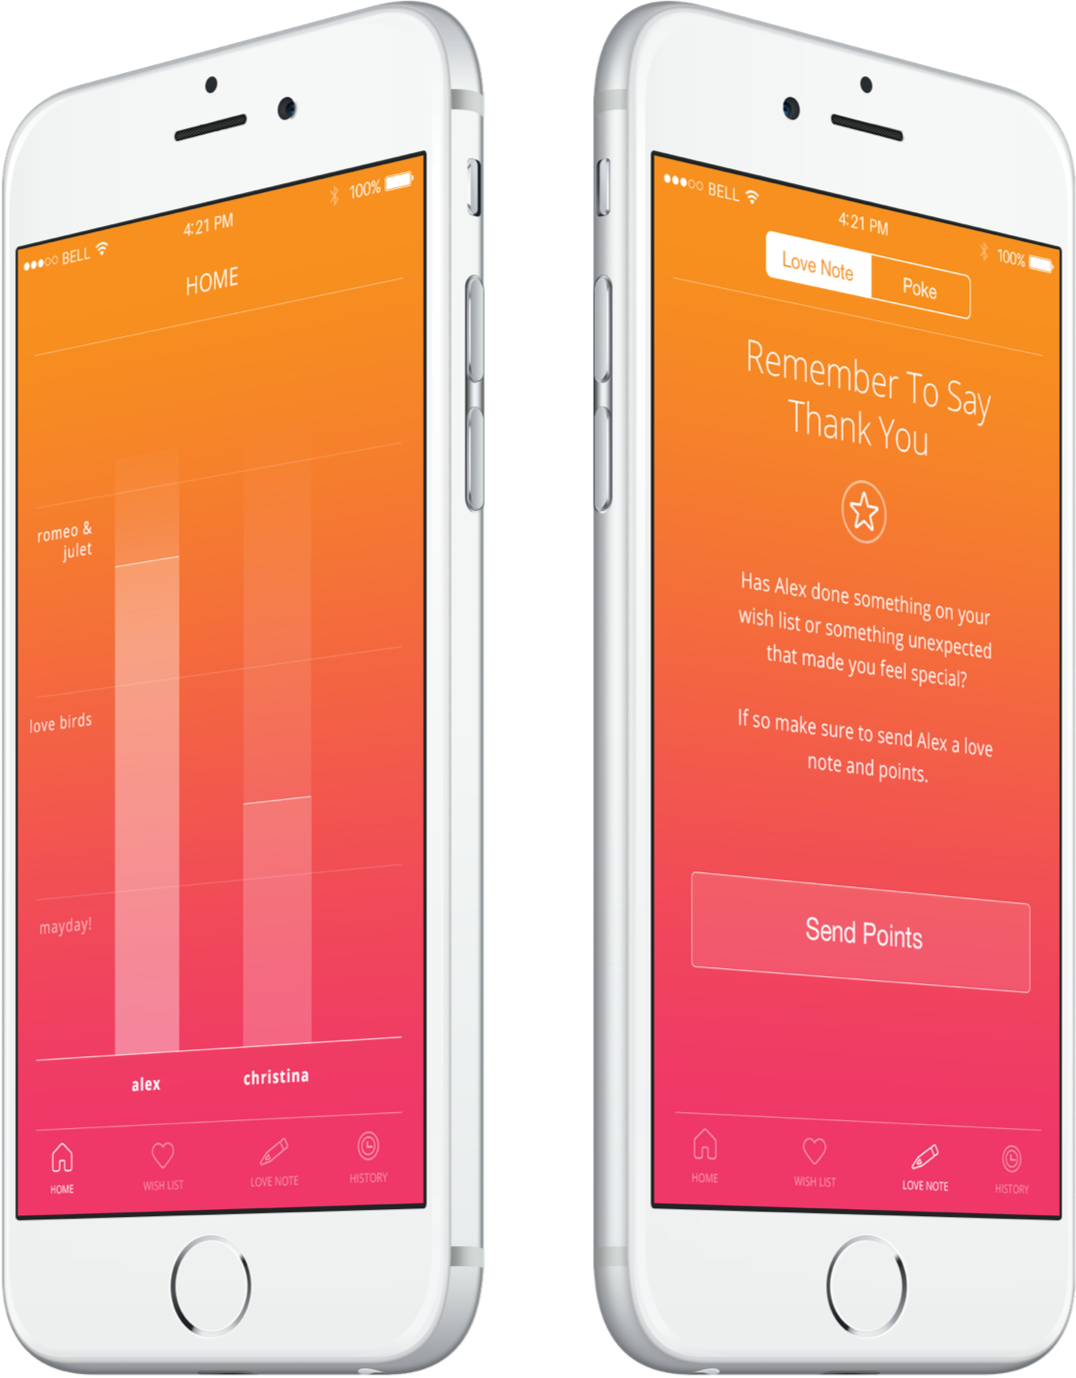 BELL
4:21 PM
100%
HOME
romeo &
julet
love birds
mayday!
alex
christina
HOME
WISH LIST
LOVE NOTE
HISTORY
BELL
4:21 PM
100%
Love Note
Poke
Remember To Say
Thank You
Has Alex done something on your
wish list or something unexpected
that made you feel special?
If so make sure to send Alex a love
note and points.
Send Points
HOME
WISH LIST
LOVE NOTE
HISTORY